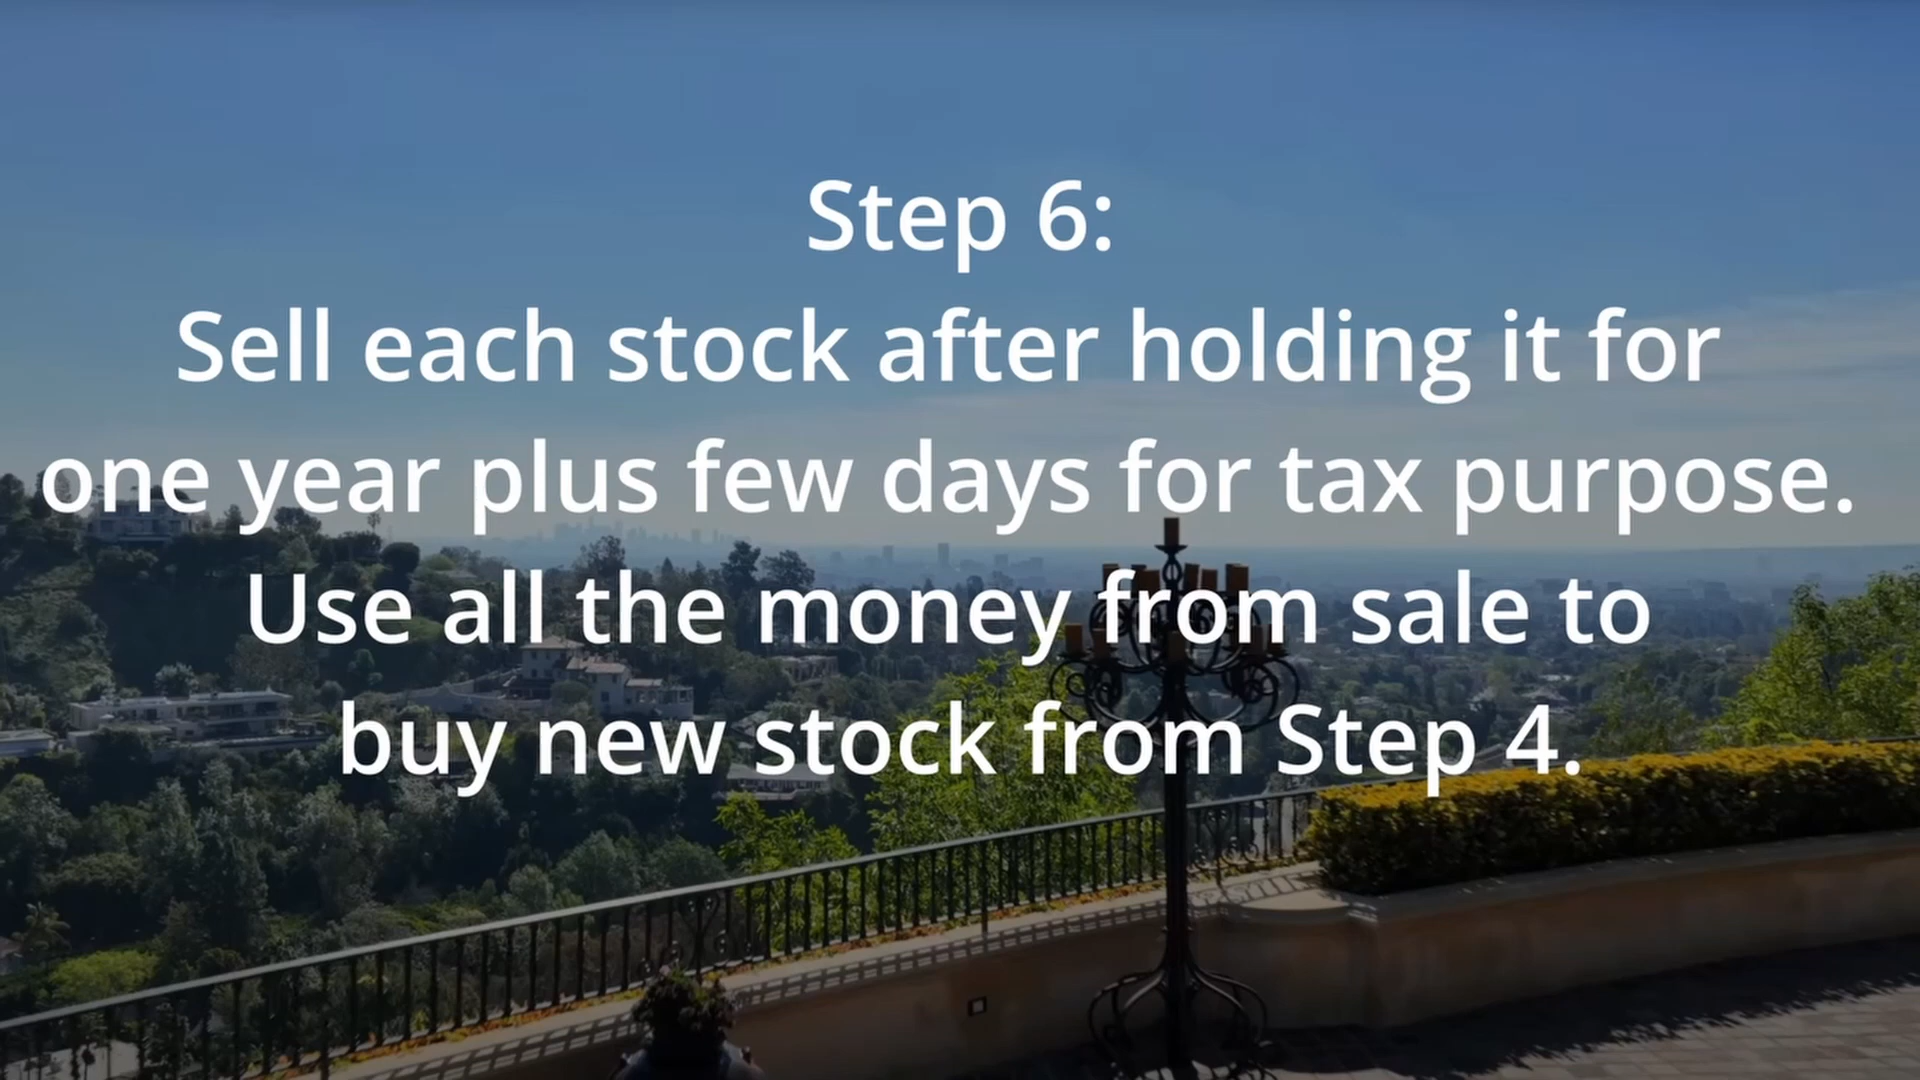 Step 6:
Sell each stock after holding it for
one year plus few days for tax purpose.
Use all the money from sale to
buy new stock from Step 4.